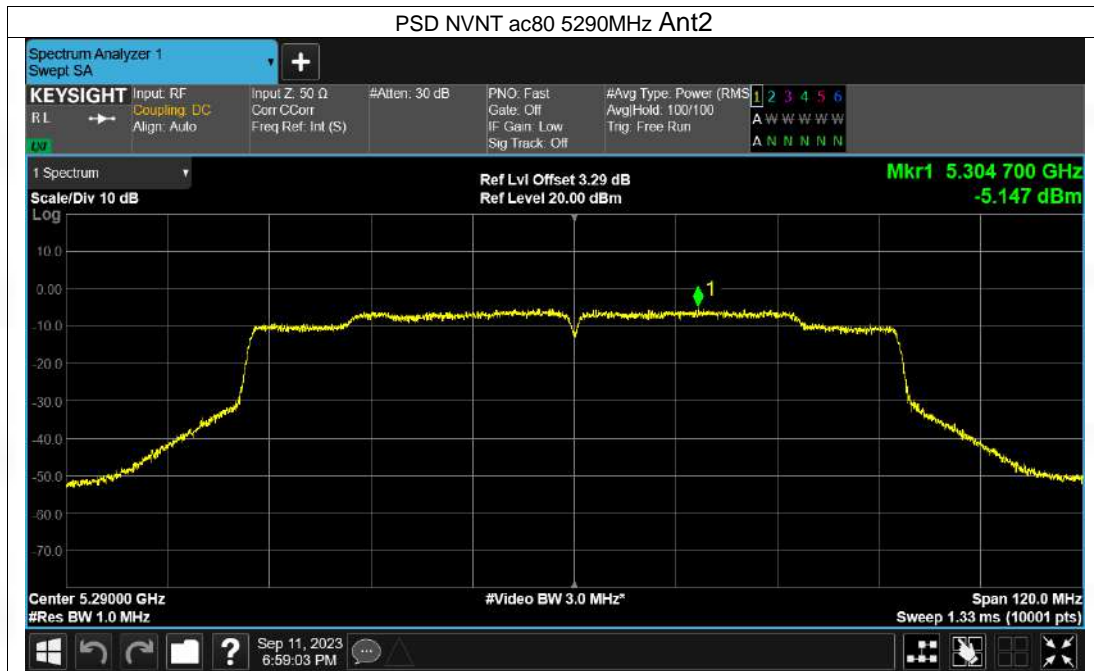 PSD NVNT ac80 5290MHz Ant2
Spectrum Analyzer 1
Swept SA
+
KEYSIGHT
RL
LXI
Input: RF
Coupling: DC
Align: Auto
Input Z: 50 Ω
Corr CCorr
Freq Ref: Int (S)
#Atten: 30 dB
PNO: Fast
Gate: Off
IF Gain: Low
Sig Track: Off
#Avg Type: Power (RMS
Avg|Hold: 100/100
Trig: Free Run
1 2 3 4 5 6
A W W W W W
A N N N N N
1 Spectrum
Scale/Div 10 dB
Log
Ref Lvl Offset 3.29 dB
Ref Level 20.00 dBm
Mkr1 5.304 700 GHz
-5.147 dBm
10.0
0.00
-10.0
-20.0
-30.0
-40.0
-50.0
-60.0
-70.0
1
Center 5.29000 GHz
#Res BW 1.0 MHz
#Video BW 3.0 MHz*
Span 120.0 MHz
Sweep 1.33 ms (10001 pts)
?
Sep 11, 2023
6:59:03 PM